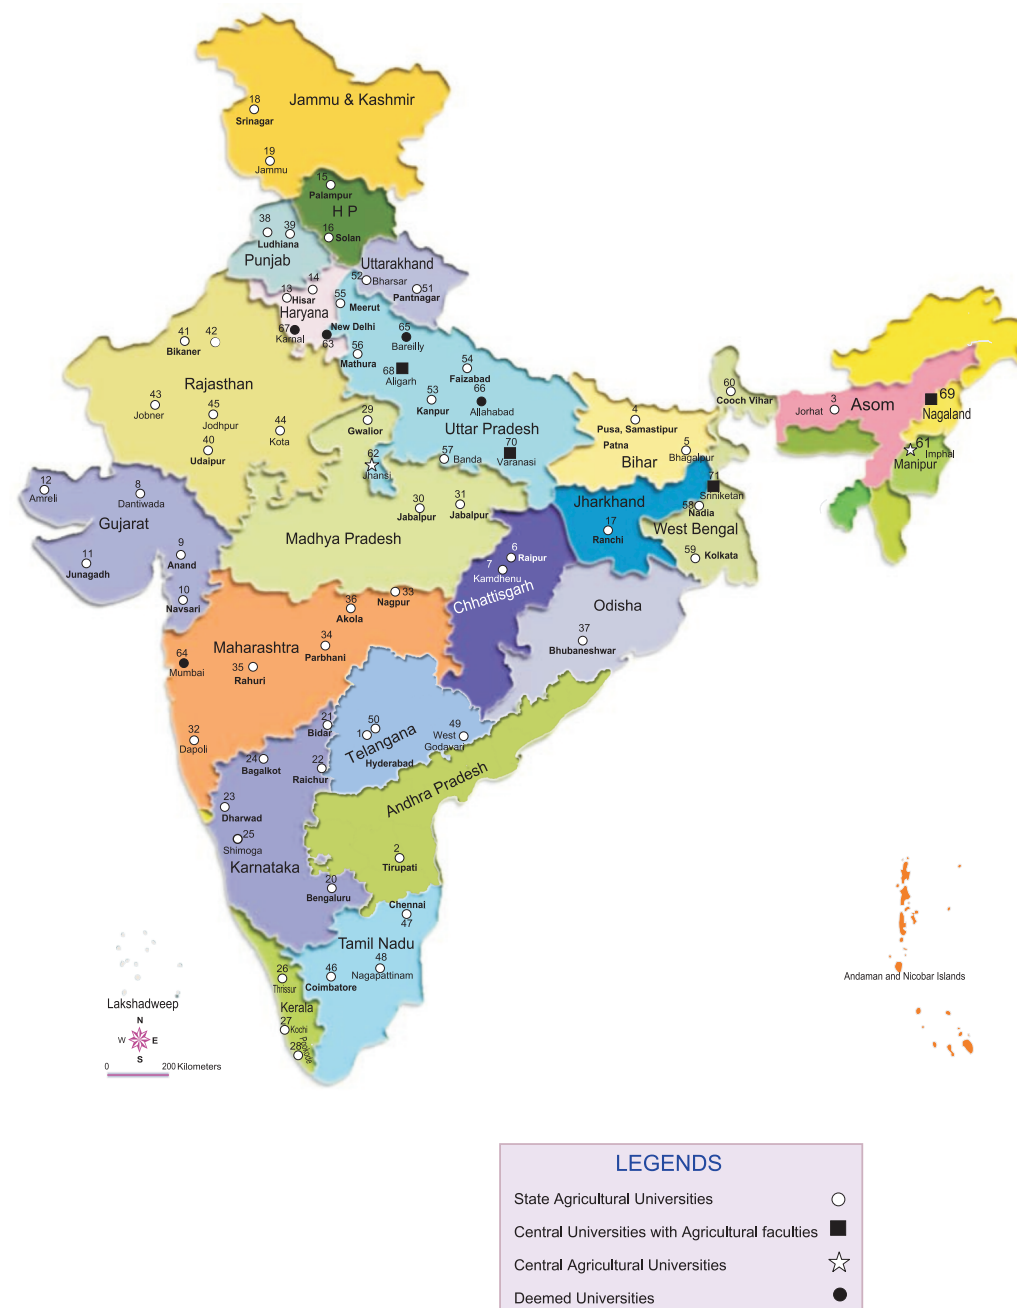 Jammu & Kashmir
18
Srinagar
19
Jammu
15
Palampur
H P
16
Solan
38
39
Ludhiana
Punjab
Uttarakhand
52
Bharsar
51
Pantnagar
14
13
Hisar
Haryana
67
Karnal
New Delhi
63
55
Meerut
56
Mathura
65
Bareilly
68
Aligarh
54
Faizabad
53
Kanpur
66
Allahabad
Uttar Pradesh
57
Banda
70
Varanasi
41
Bikaner
42
Rajasthan
43
Jobner
45
Jodhpur
44
Kota
40
Udaipur
29
Gwalior
62
Jhansi
4
Pusa, Samastipur
Patna
5
Bhagalpur
Bihar
60
Cooch Vihar
3
Jorhat
Asom
69
Nagaland
61
Imphal
Manipur
12
Amreli
8
Dantiwada
Gujarat
11
Junagadh
9
Anand
10
Navsari
30
Jabalpur
31
Jabalpur
Madhya Pradesh
Jharkhand
17
Ranchi
71
Sriniketan
58
Nadia
West Bengal
59
Kolkata
6
Raipur
7
Kamdhenu
Chhattisgarh
Odisha
37
Bhubaneshwar
33
Nagpur
36
Akola
34
Parbhani
Maharashtra
64
Mumbai
35
Rahuri
32
Dapoli
21
Bidar
50
1
Telangana
Hyderabad
49
West
Godavari
24
Bagalkot
22
Raichur
Andhra Pradesh
23
Dharwad
25
Shimoga
Karnataka
2
Tirupati
20
Bengaluru
Chennai
47
Tamil Nadu
46
Coimbatore
48
Nagapattinam
26
Thrissur
Kerala
27
Kochi
28
Pookode
Lakshadweep
N
W
E
S
0
200 Kilometers
Andaman and Nicobar Islands
LEGENDS
State Agricultural Universities
Central Universities with Agricultural faculties
Central Agricultural Universities
Deemed Universities